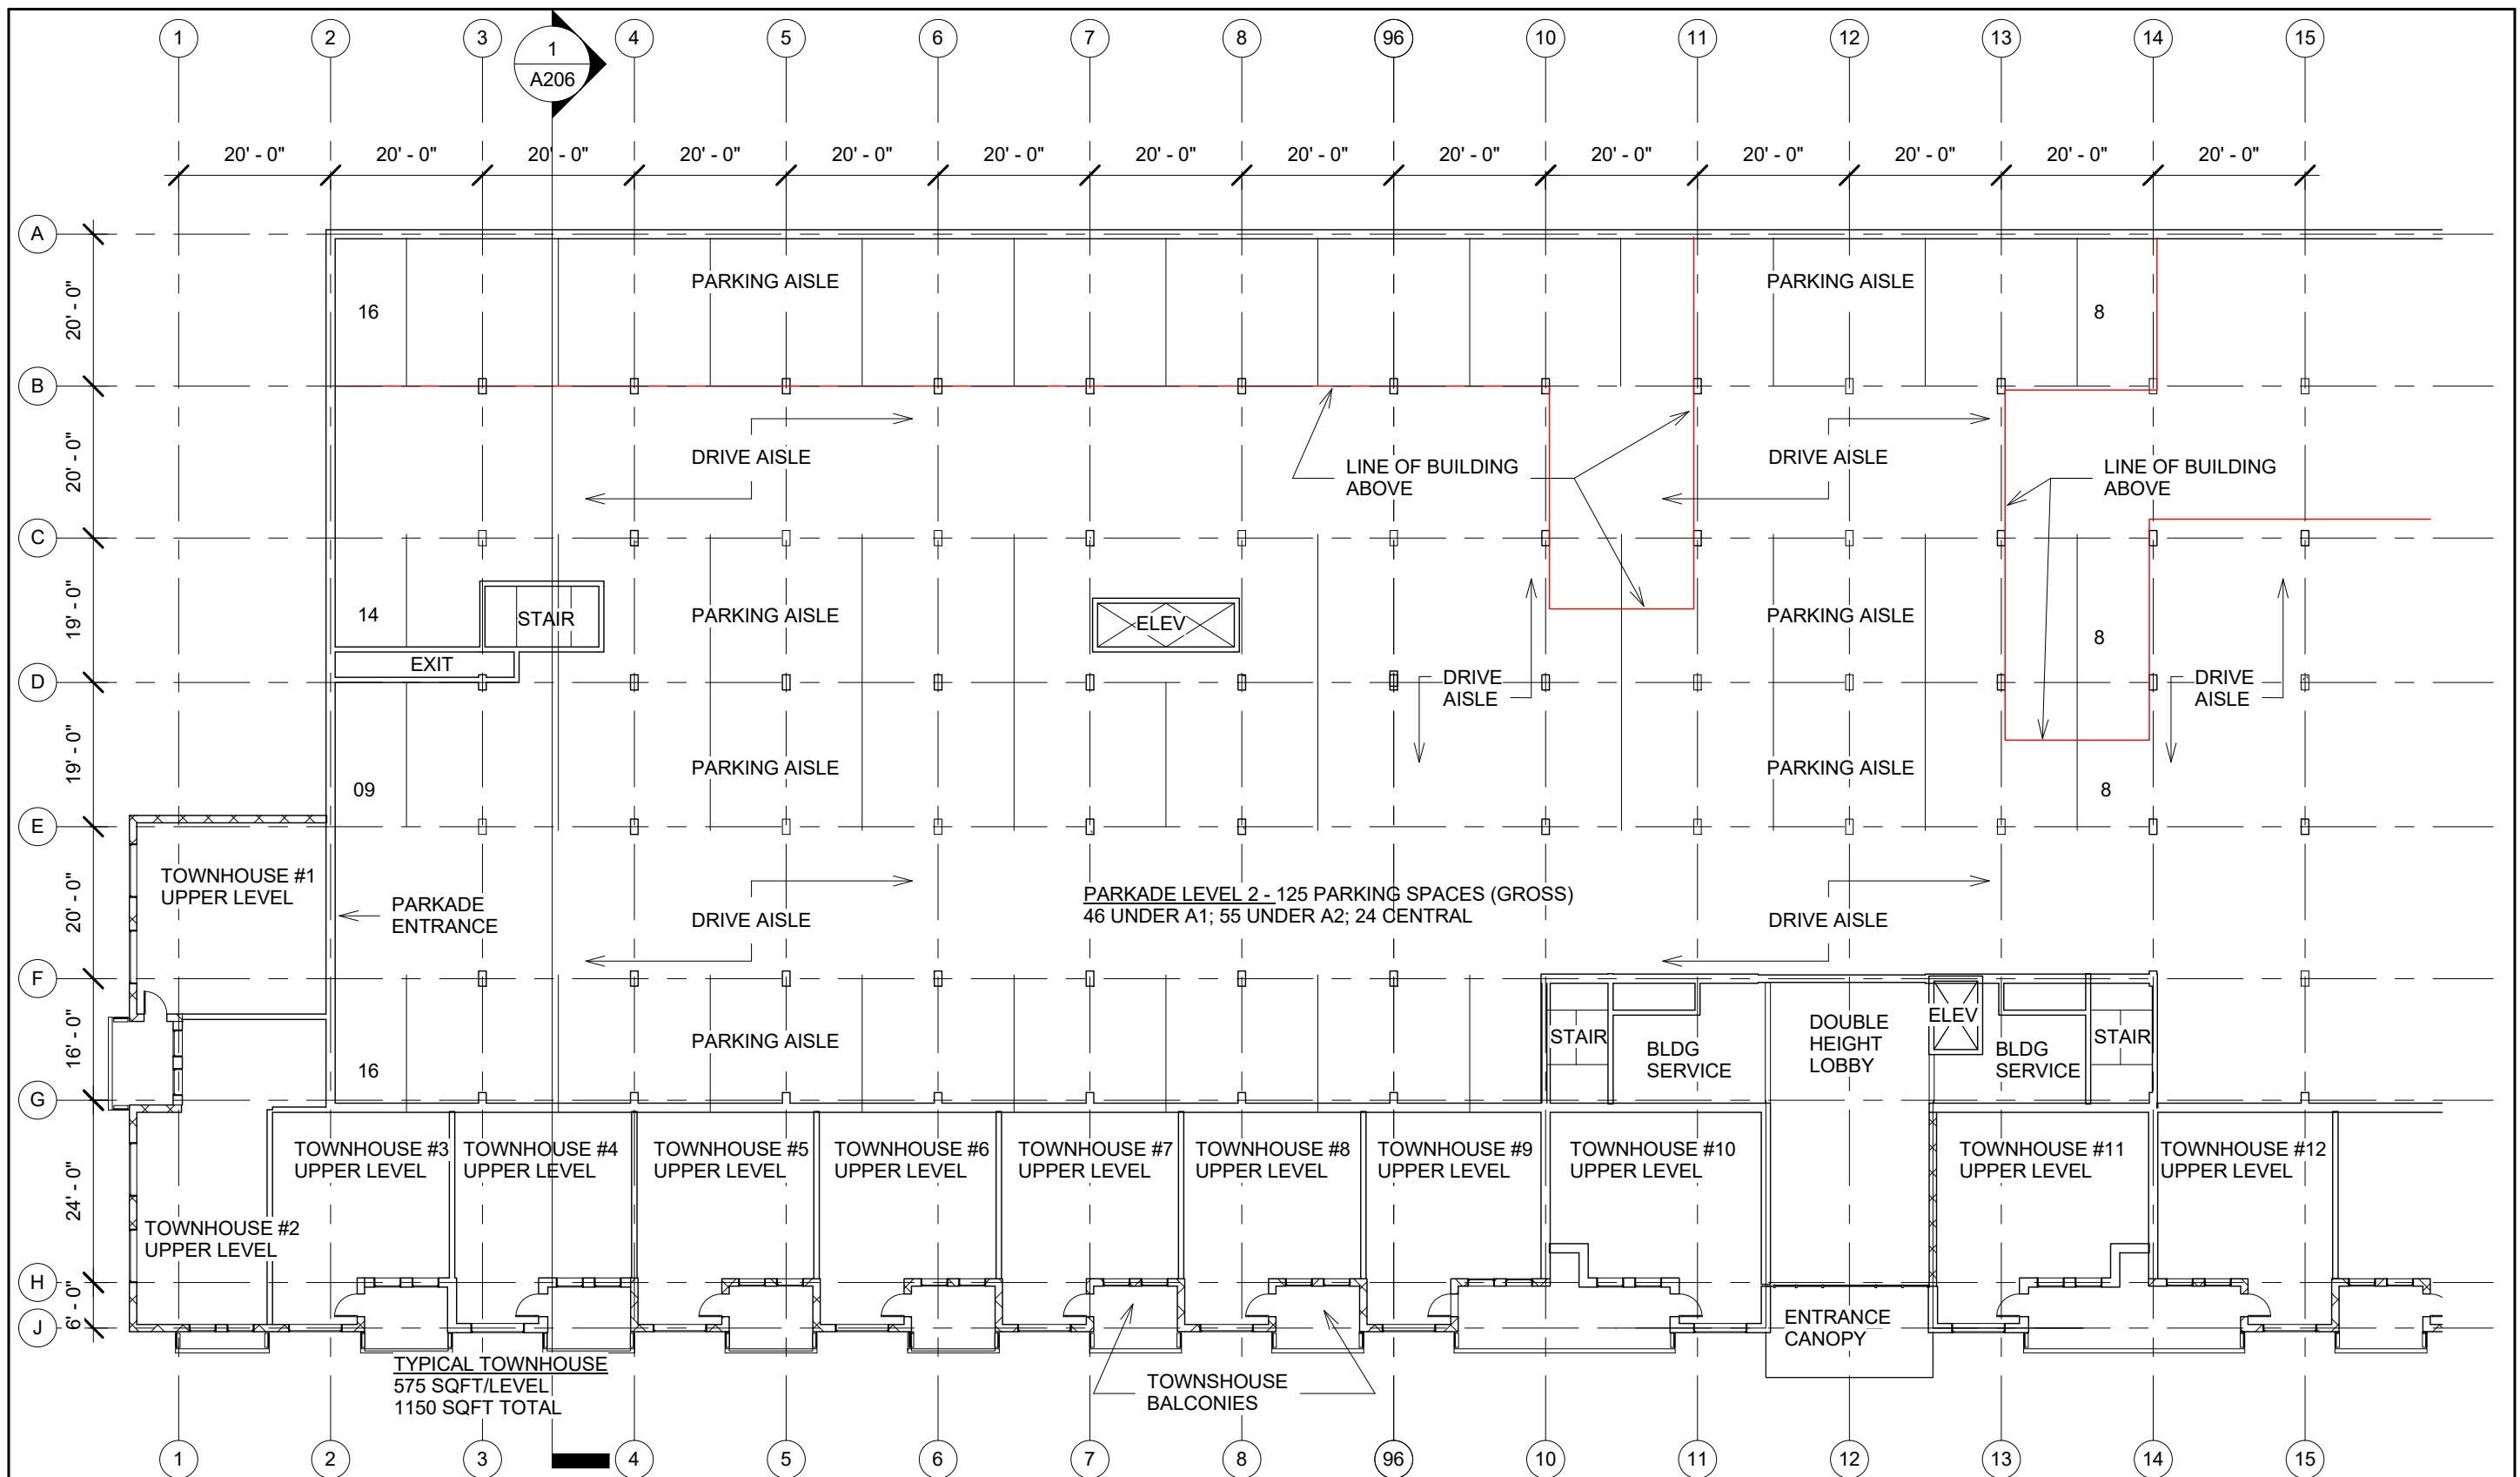 1
2
3
1
A206
4
5
6
7
8
96
10
11
12
13
14
15
20' - 0"
20' - 0"
20' - 0"
20' - 0"
20' - 0"
20' - 0"
20' - 0"
20' - 0"
20' - 0"
20' - 0"
20' - 0"
20' - 0"
20' - 0"
20' - 0"
A
20' - 0"
B
20' - 0"
C
19' - 0"
D
19' - 0"
E
20' - 0"
F
16' - 0"
G
24' - 0"
H
6' - 0"
J
PARKING AISLE
PARKING AISLE
16
8
DRIVE AISLE
LINE OF BUILDING
ABOVE
DRIVE AISLE
LINE OF BUILDING
ABOVE
14
STAIR
PARKING AISLE
ELEV
PARKING AISLE
8
EXIT
DRIVE
AISLE
DRIVE
AISLE
09
PARKING AISLE
PARKING AISLE
8
TOWNHOUSE #1
UPPER LEVEL
PARKADE
ENTRANCE
DRIVE AISLE
PARKADE LEVEL 2 - 125 PARKING SPACES (GROSS)
46 UNDER A1; 55 UNDER A2; 24 CENTRAL
DRIVE AISLE
16
PARKING AISLE
STAIR
BLDG
SERVICE
DOUBLE
HEIGHT
LOBBY
ELEV
BLDG
SERVICE
STAIR
TOWNHOUSE #2
UPPER LEVEL
TOWNHOUSE #3
UPPER LEVEL
TOWNHOUSE #4
UPPER LEVEL
TOWNHOUSE #5
UPPER LEVEL
TOWNHOUSE #6
UPPER LEVEL
TOWNHOUSE #7
UPPER LEVEL
TOWNHOUSE #8
UPPER LEVEL
TOWNHOUSE #9
UPPER LEVEL
TOWNHOUSE #10
UPPER LEVEL
TOWNHOUSE #11
UPPER LEVEL
TOWNHOUSE #12
UPPER LEVEL
ENTRANCE
CANOPY
TYPICAL TOWNHOUSE
575 SQFT/LEVEL
1150 SQFT TOTAL
TOWNSHOUSE
BALCONIES
1
2
3
4
5
6
7
8
96
10
11
12
13
14
15